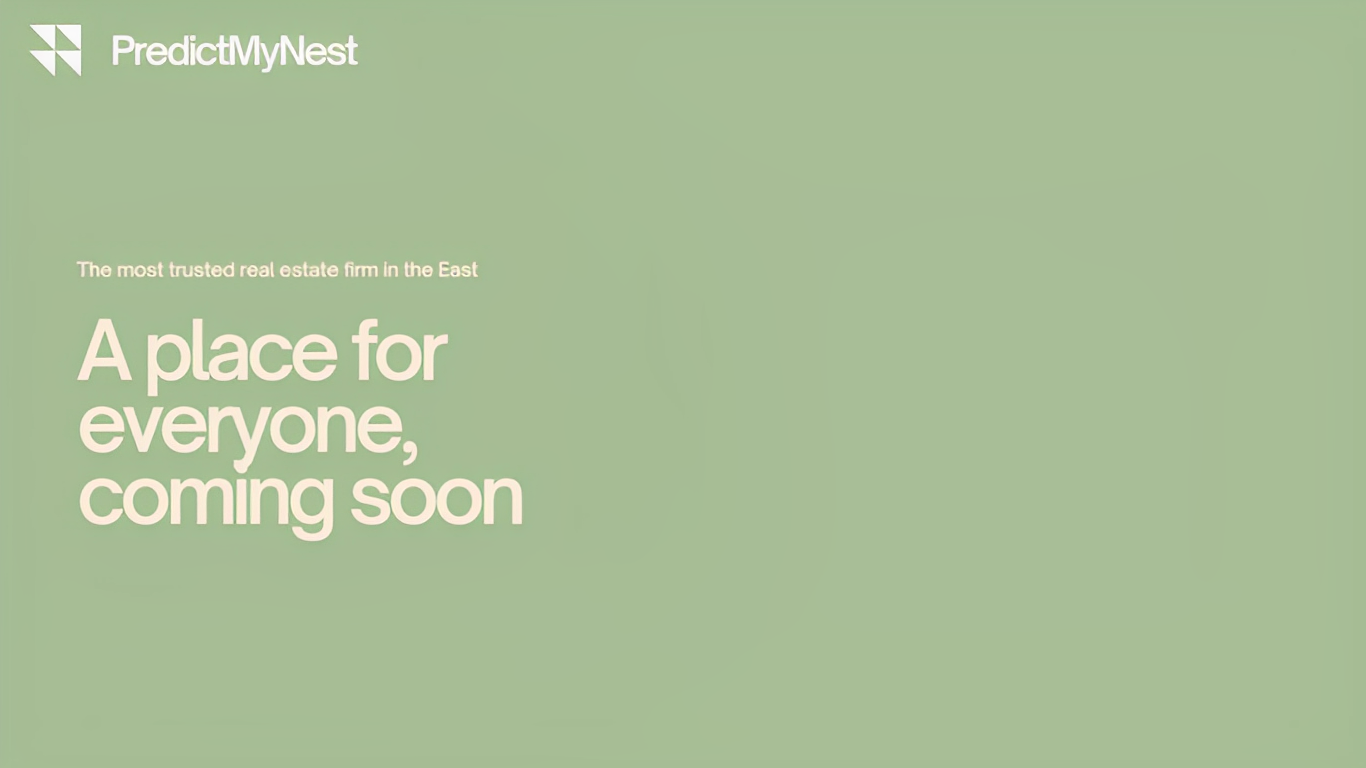 PredictMyNest
The most trusted real estate firm in the East
A place for
everyone,
coming soon